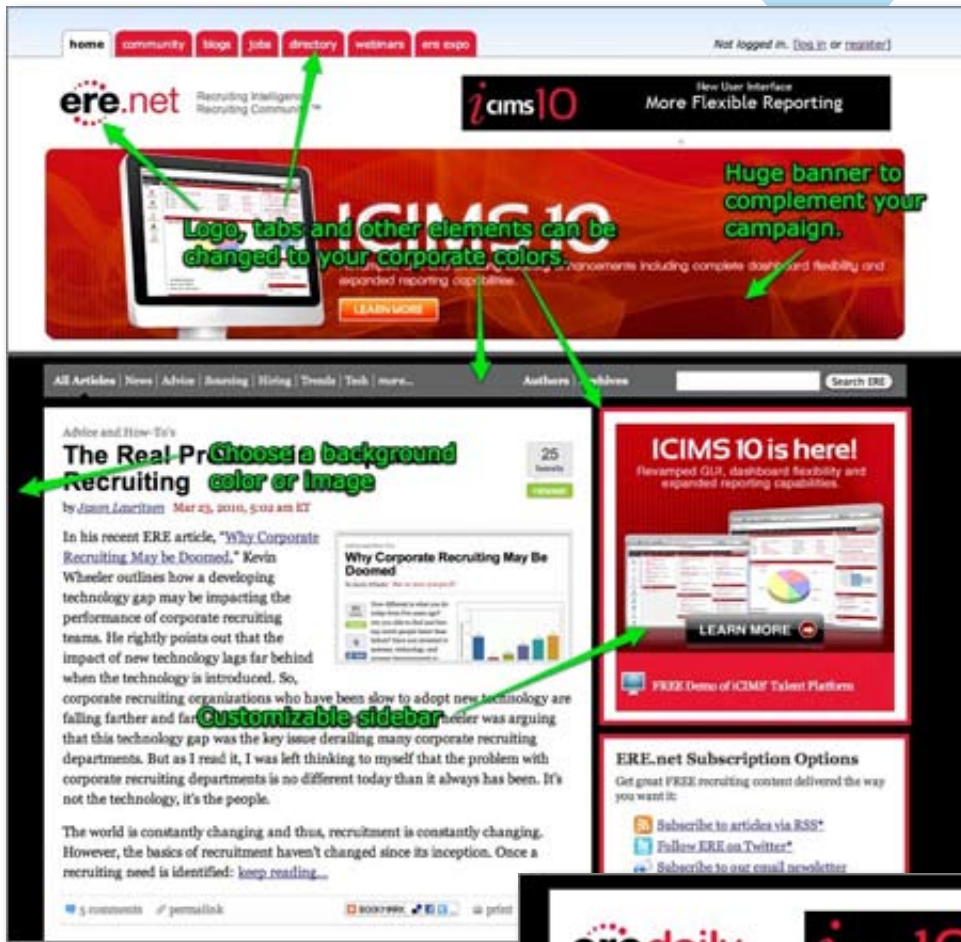 home community blogs jobs directory webinars ere expo
Not logged in. [log in or register]
ere.net
Recruiting Intelligence.
Recruiting Community™
icims10
New User Interface
More Flexible Reporting
Huge banner to
complement your
campaign.
ICIMS 10
Logo, tabs and other elements can be
changed to your corporate colors.
enhancements including complete dashboard flexibility and
expanded reporting capabilities.
LEARN MORE
All Articles | News | Advice | Sourcing | Hiring | Trends | Tech | more...
Authors | Archives
Search ERE
Advice and How-To's
The Real
Recruiting
Choose a background
color or image
25
tweets
retweet
by Jason Lauritsen Mar 23, 2010, 5:02 am ET
In his recent ERE article, "Why Corporate
Recruiting May be Doomed," Kevin
Wheeler outlines how a developing
technology gap may be impacting the
performance of corporate recruiting
teams. He rightly points out that the
impact of new technology lags far behind
when the technology is introduced. So,
corporate recruiting organizations who have been slow to adopt new technology are
falling farther and
Customizable sidebar
was arguing
that this technology gap was the key issue derailing many corporate recruiting
departments. But as I read it, I was left thinking to myself that the problem with
corporate recruiting departments is no different today than it always has been. It's
not the technology, it's the people.
The world is constantly changing and thus, recruitment is constantly changing.
However, the basics of recruitment haven't changed since its inception. Once a
recruiting need is identified: keep reading...
5 comments permalink
BOOKMARK
print
Why Corporate Recruiting May Be
Doomed
ICIMS 10 is here!
Revamped GUI, dashboard flexibility and
expanded reporting capabilities.
LEARN MORE
FREE Demo of iCIMS' Talent Platform
ERE.net Subscription Options
Get great FREE recruiting content delivered the way
you want it:
Subscribe to articles via RSS*
Follow ERE on Twitter*
Subscribe to our email newsletter